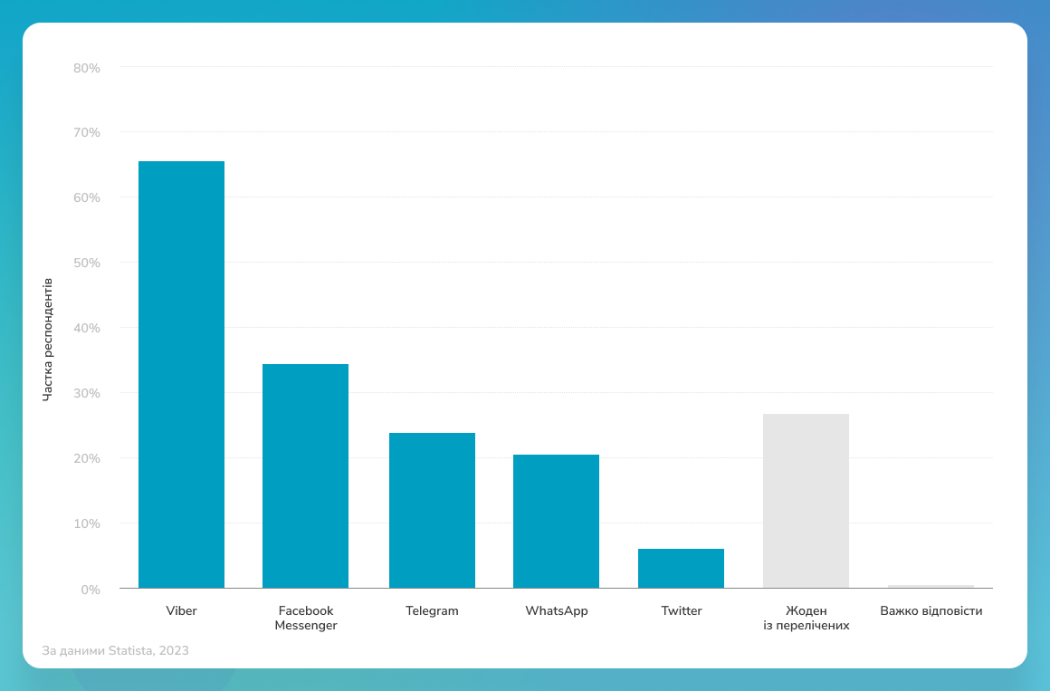 80%
70%
60%
50%
40%
30%
20%
10%
0%
Частка респондентів
Viber
Facebook
Messenger
Telegram
WhatsApp
Twitter
Жоден
із перелічених
Важко відповісти
За даними Statista, 2023